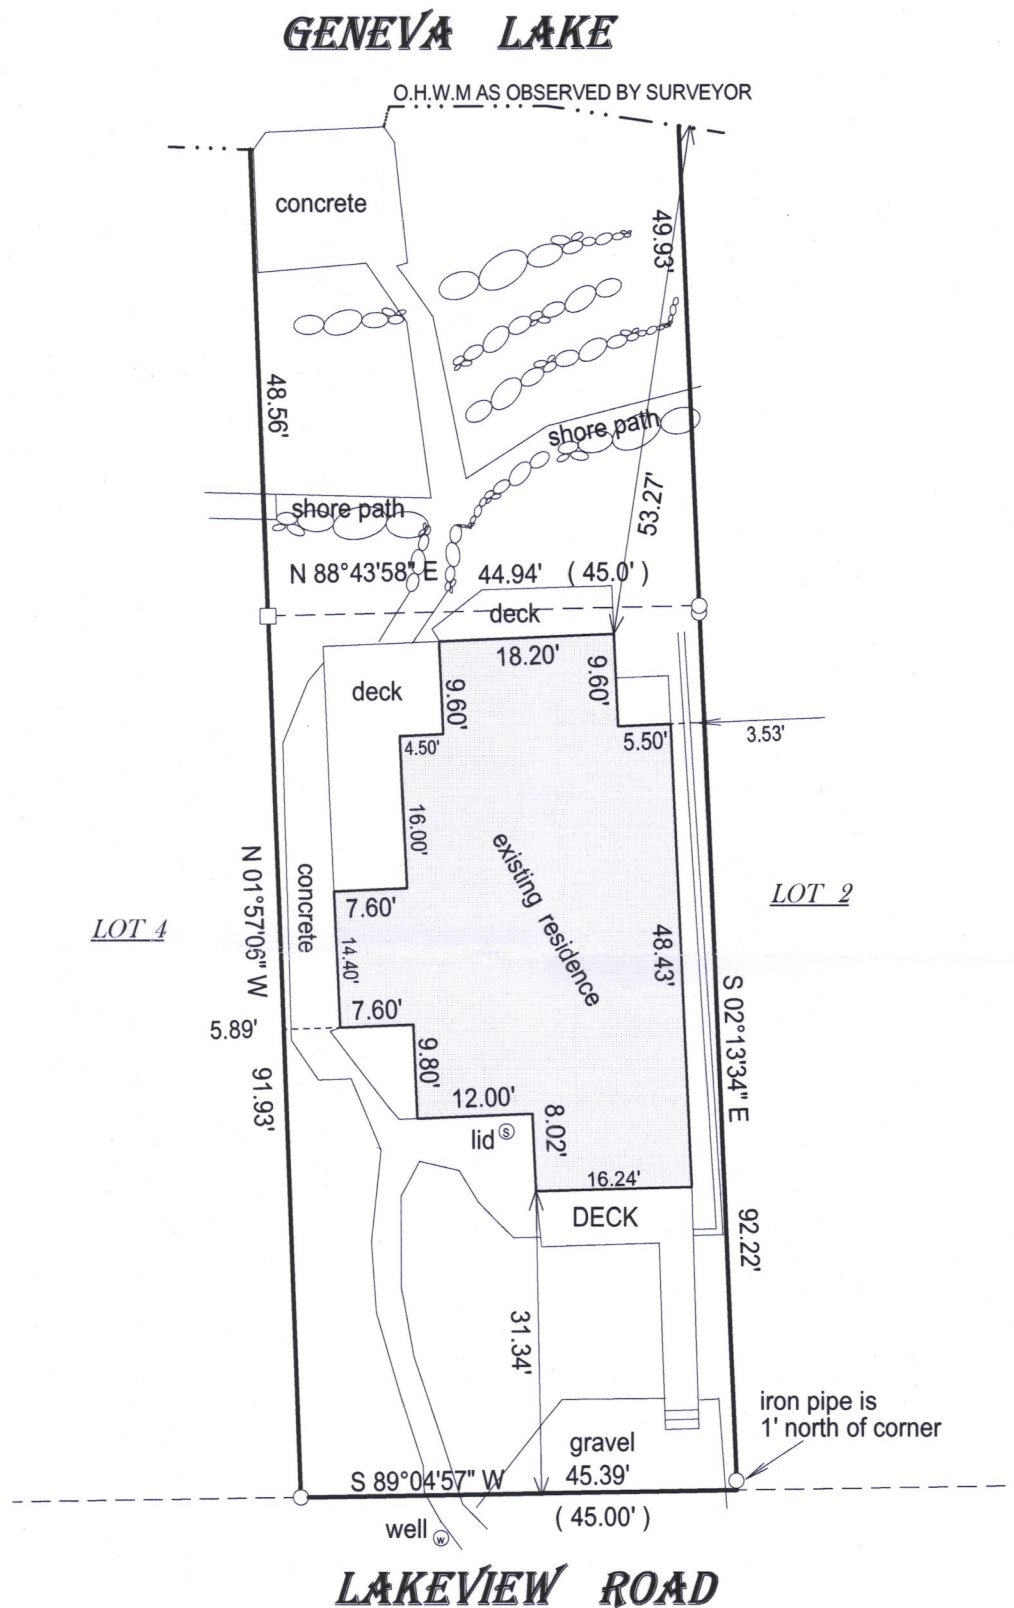 GENEVA LAKE
O.H.W.M AS OBSERVED BY SURVEYOR
concrete
49.93'
48.56'
shore path
53.27'
shore path
N 88°43'58" E 44.94' ( 45.0' )
deck
18.20'
9.60'
deck
9.60'
4.50'
5.50'
3.53'
16.00'
existing residence
concrete
N 01°57'06" W
LOT 2
LOT 4
7.60'
14.40'
48.43'
7.60'
5.89'
S 02°13'34" E
91.93'
9.80'
12.00'
8.02'
lid S
16.24'
DECK
92.22'
31.34'
iron pipe is
1' north of corner
gravel
S 89°04'57" W 45.39'
( 45.00' )
well W
LAKEVIEW ROAD